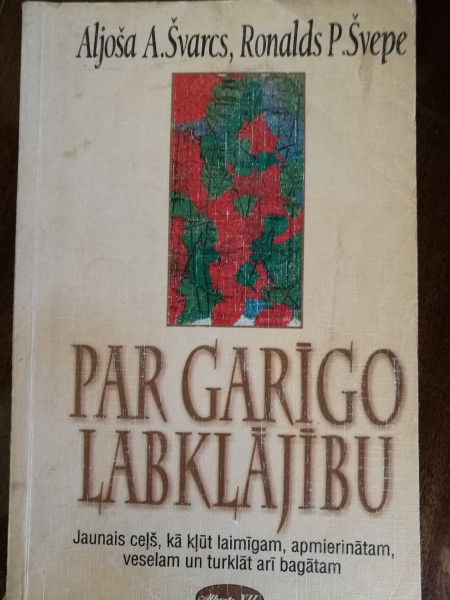 Aljoša A.Švarcs, Ronalds P.Švepe
PAR GARĪGO
LABKLĀJĪBU
Jaunais ceļš, kā kļūt laimīgam, apmierinātam,
veselam un turklāt arī bagātam